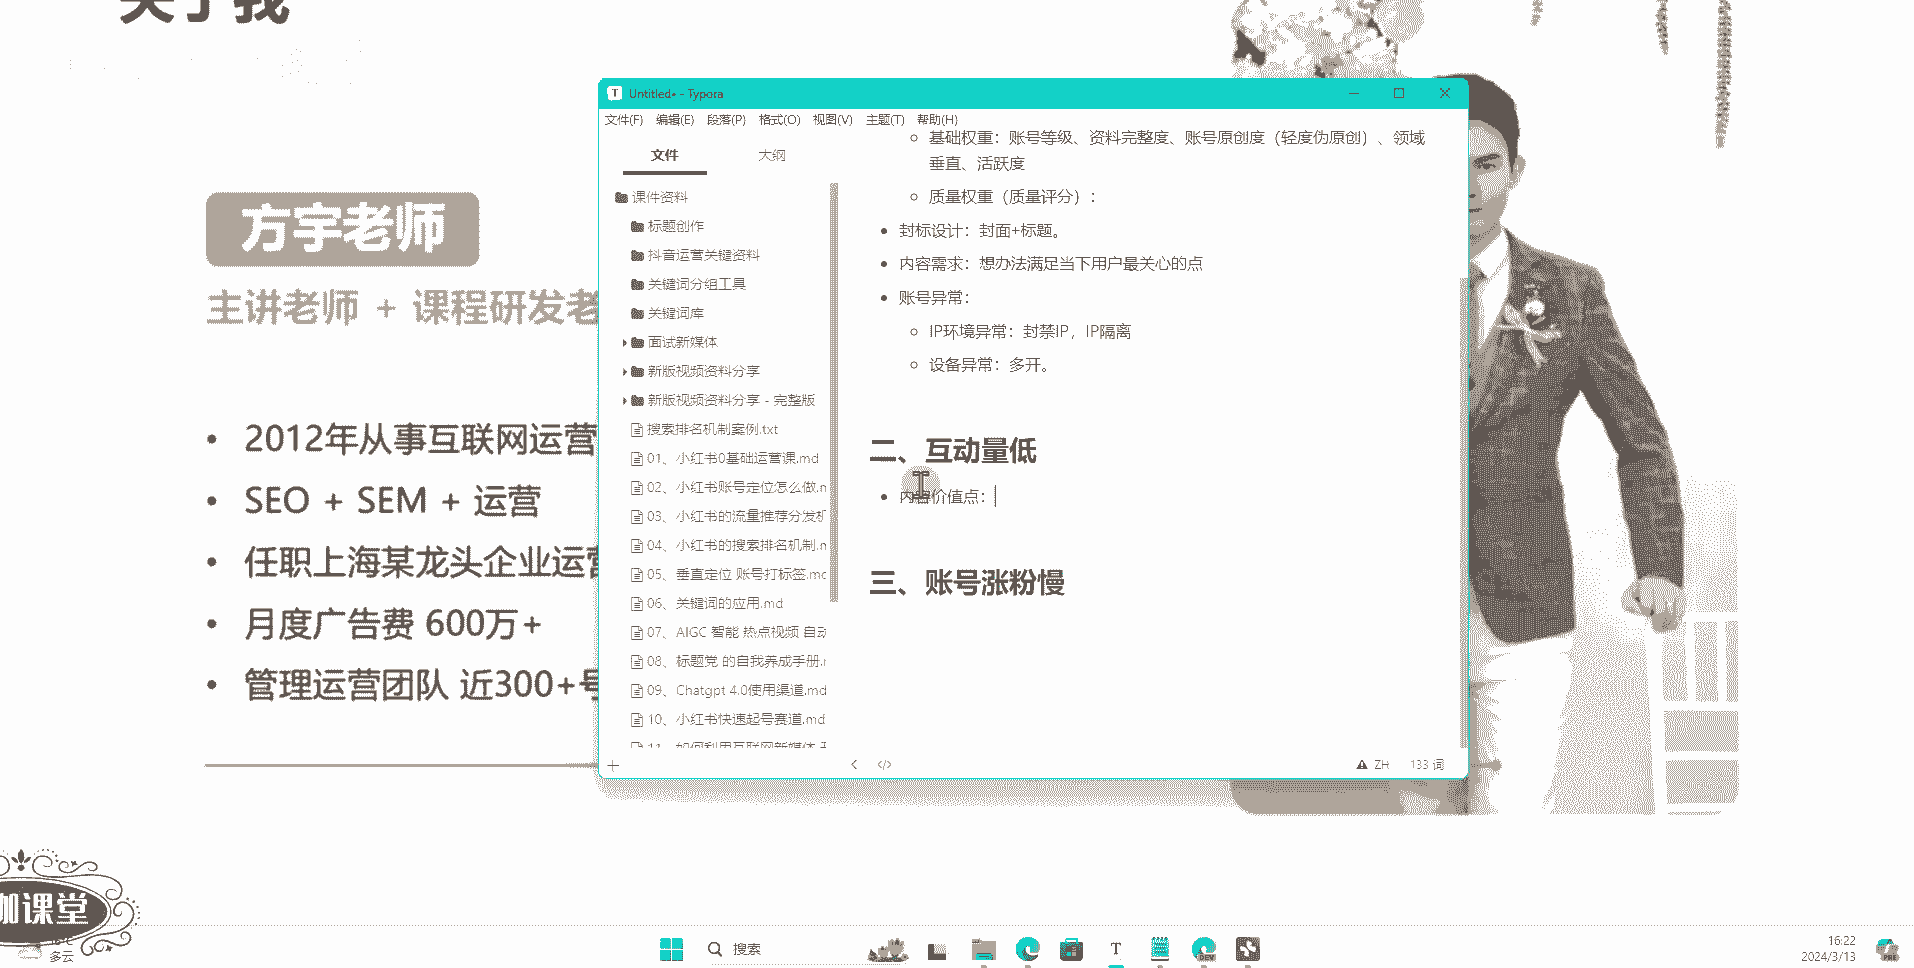 关于我
方宇老师
主讲老师 + 课程研发老
2012年从事互联网运营
SEO + SEM + 运营
任职上海某龙头企业运营
月度广告费 600万+
管理运营团队 近300+号
Untitled• - Typora
文件(F) 编辑(E) 段落(P) 格式(O) 视图(V) 主题(T) 帮助(H)
文件 大纲
课件资料
标题创作
抖音运营关键资料
关键词分组工具
关键词库
面试新媒体
新版视频资料分享
新版视频资料分享 - 完整版
搜索排名机制案例.txt
01、小红书0基础运营课.md
02、小红书账号定位怎么做.m
03、小红书的流量推荐分发机
04、小红书的搜索排名机制.m
05、垂直定位 账号打标签.md
06、关键词的应用.md
07、AIGC 智能 热点视频 自动
08、标题党 的自我养成手册.m
09、Chatgpt 4.0使用渠道.md
10、小红书快速起号赛道.md
11、如何利用互联网新媒体
基础权重：账号等级、资料完整度、账号原创度（轻度伪原创）、领域
垂直、活跃度
质量权重（质量评分）：
封标设计：封面+标题。
内容需求：想办法满足当下用户最关心的点
账号异常：
IP环境异常：封禁IP，IP隔离
设备异常：多开。
二、互动量低
内容价值点：
三、账号涨粉慢
ZH 133 词
课堂
多云
搜索
DEV
16:22
2024/3/13
PRE